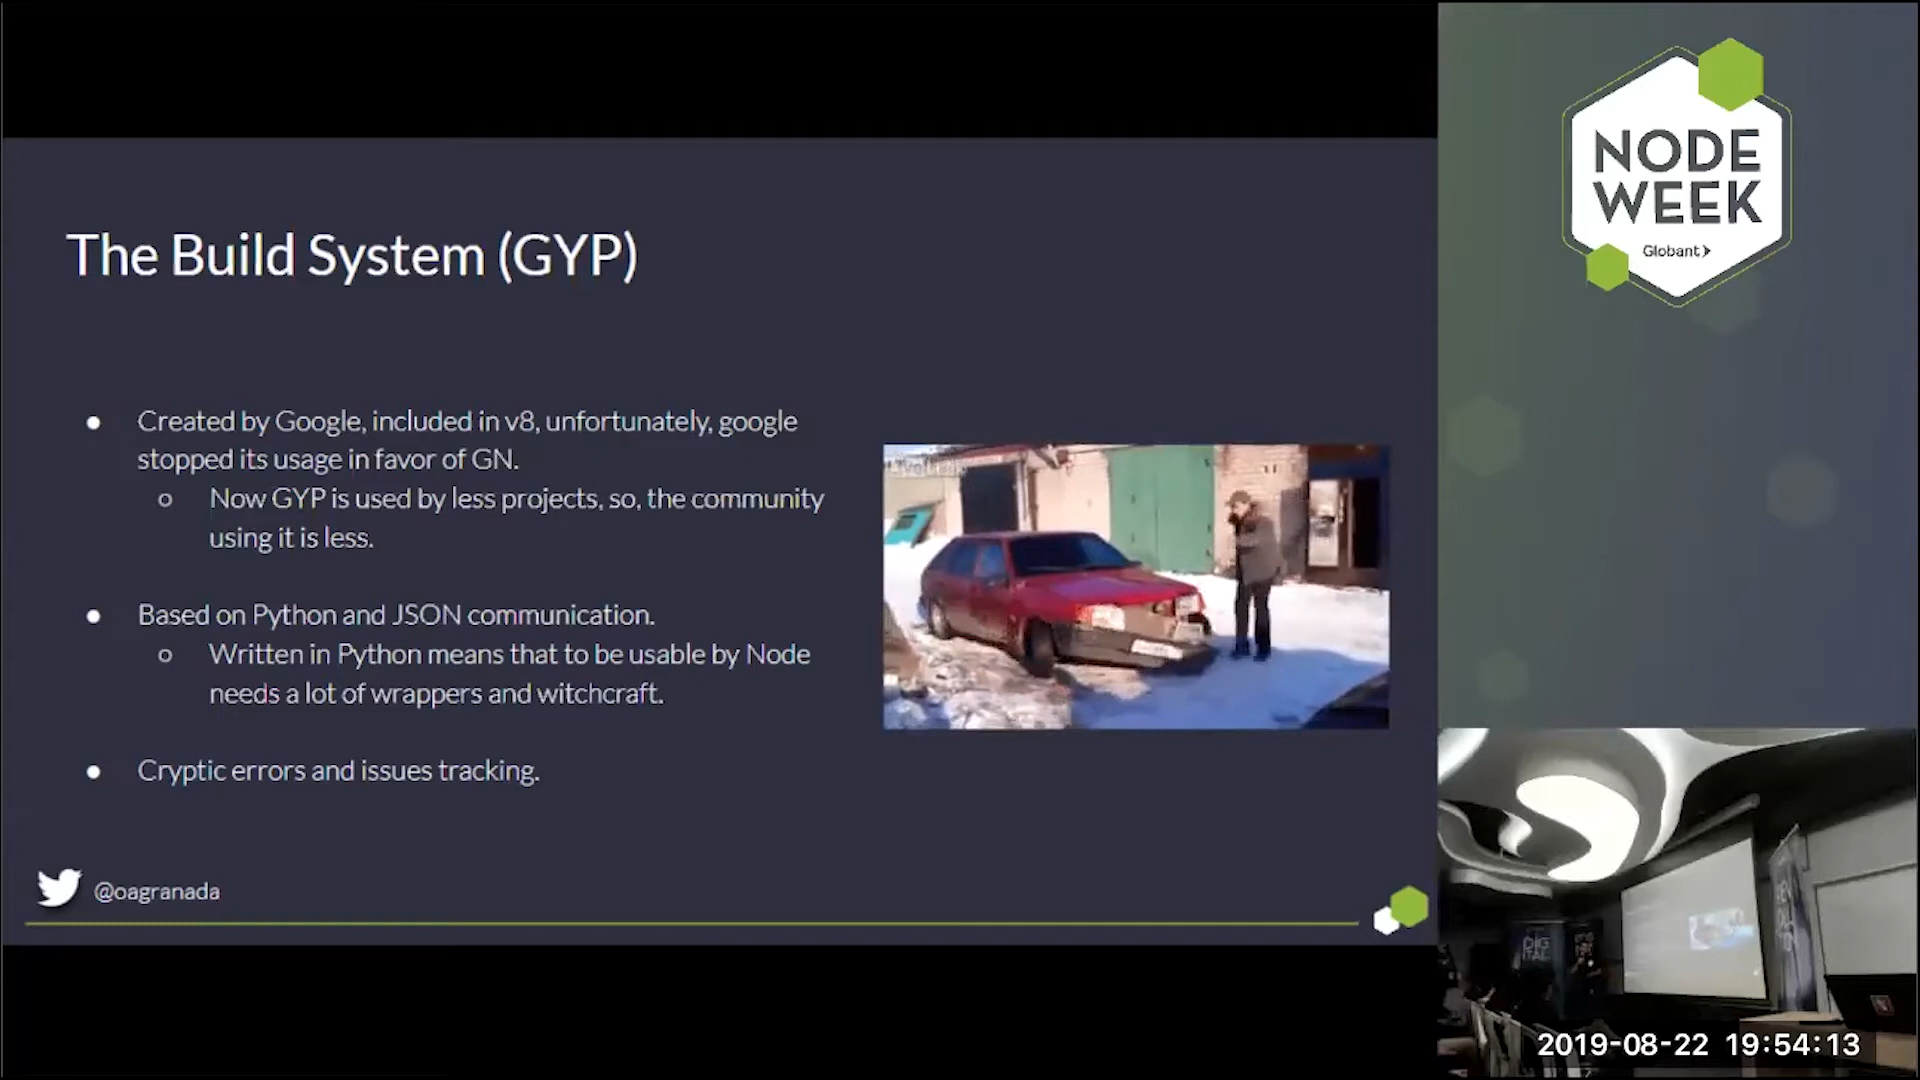 The Build System (GYP)
Created by Google, included in v8, unfortunately, google
stopped its usage in favor of GN.
Now GYP is used by less projects, so, the community
using it is less.
Based on Python and JSON communication.
Written in Python means that to be usable by Node
needs a lot of wrappers and witchcraft.
Cryptic errors and issues tracking.
@oagranada
NODE
WEEK
Globant
DIG
ITAL
2019-08-22 19:54:13